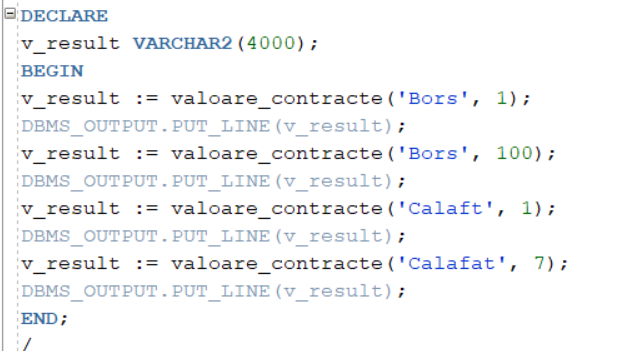 DECLARE
v_result VARCHAR2(4000);
BEGIN
v_result := valoare_contracte('Bors', 1);
DBMS_OUTPUT.PUT_LINE(v_result);
v_result := valoare_contracte('Bors', 100);
DBMS_OUTPUT.PUT_LINE(v_result);
v_result := valoare_contracte('Calaft', 1);
DBMS_OUTPUT.PUT_LINE(v_result);
v_result := valoare_contracte('Calafat', 7);
DBMS_OUTPUT.PUT_LINE(v_result);
END;
/